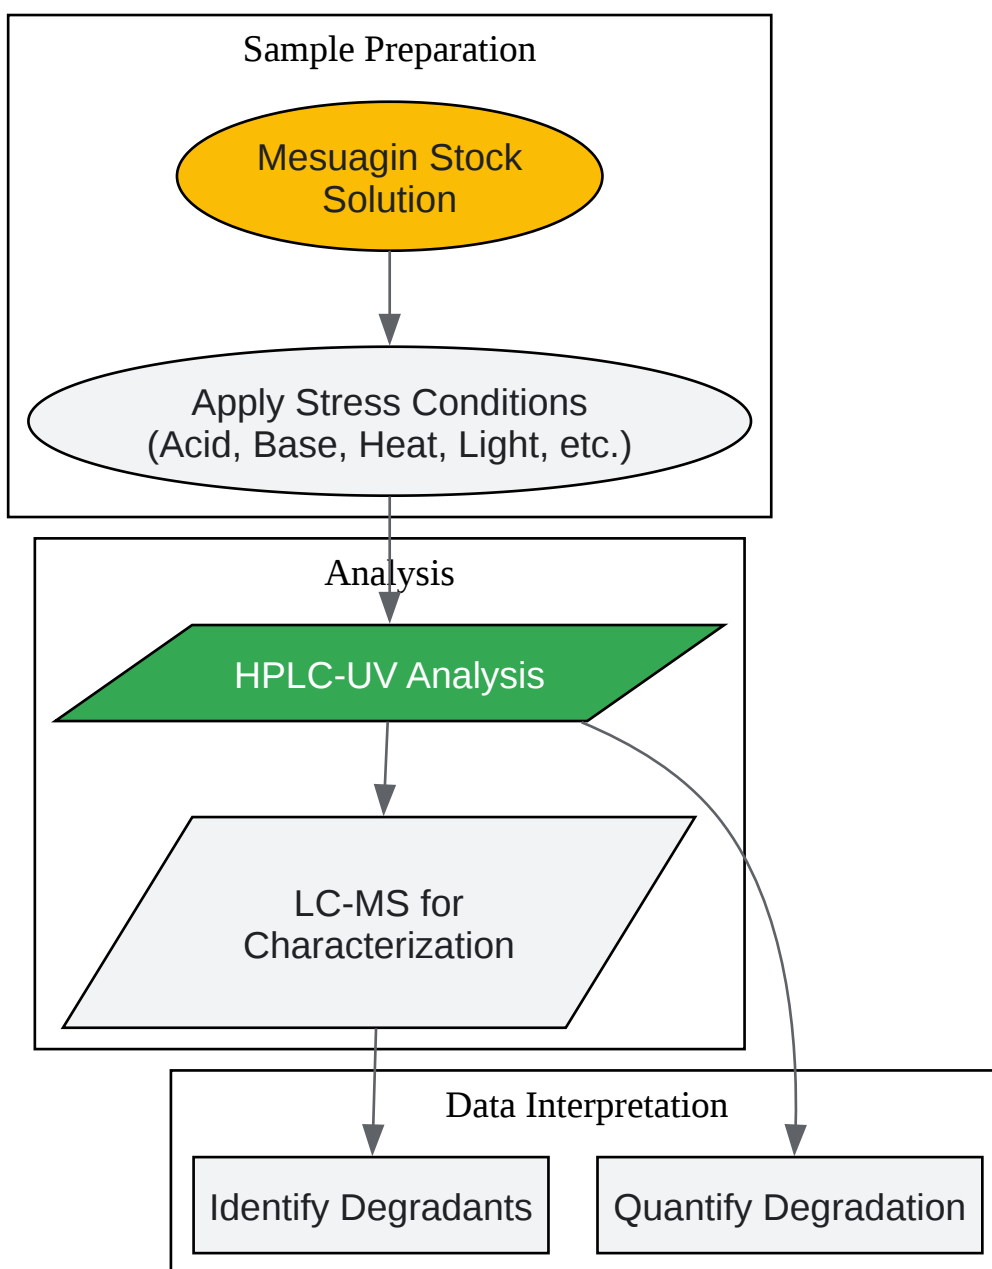 Sample Preparation
Mesuagin Stock
Solution
Apply Stress Conditions
(Acid, Base, Heat, Light, etc.)
Analysis
HPLC-UV Analysis
LC-MS for
Characterization
Data Interpretation
Identify Degradants
Quantify Degradation